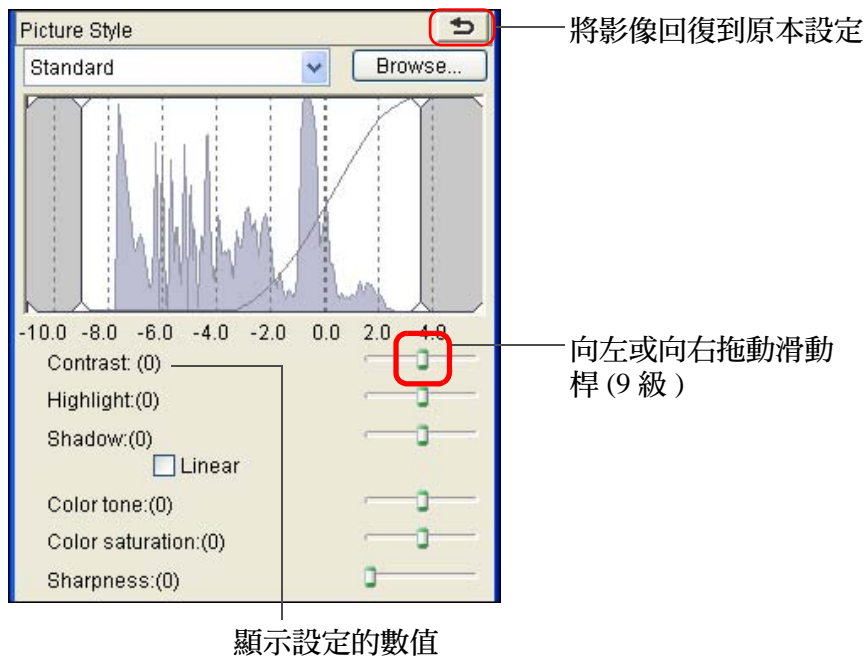 Picture Style
將影像回復到原本設定
Standard
Browse...
-10.0 -8.0 -6.0 -4.0 -2.0 0.0 2.0 4.0
Contrast: (0)
向左或向右拖動滑動
桿 (9 級 )
Highlight:(0)
Shadow:(0)
Linear
Color tone:(0)
Color saturation:(0)
Sharpness:(0)
顯示設定的數值